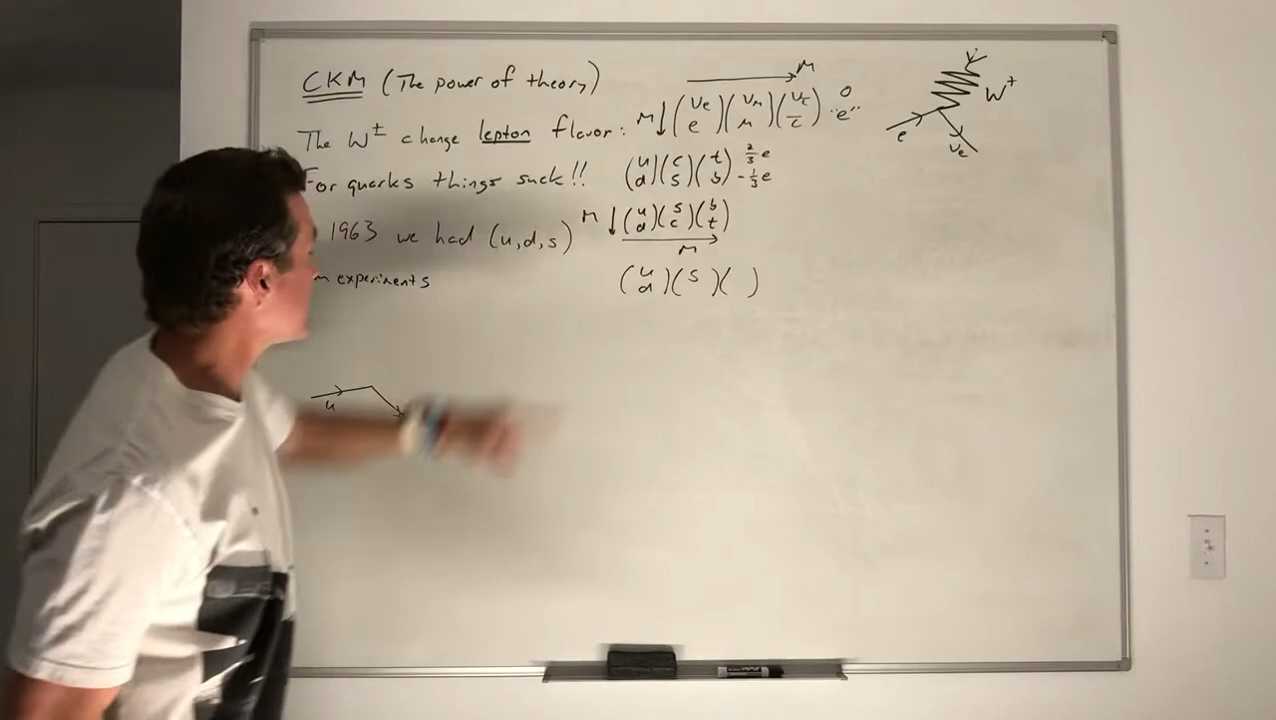 CKM (The power of theory)
M
The W± change lepton flavor: M↓ (νe e)(νμ μ)(ντ τ) 0 "e"
e νe W⁺
For quarks things suck!! (u d)(c s)(t b) 2/3 e -1/3 e
1963 we had (u,d,s) M↓ (u d)(s c)(b t)
M
experiments (u d)(s )( )
u